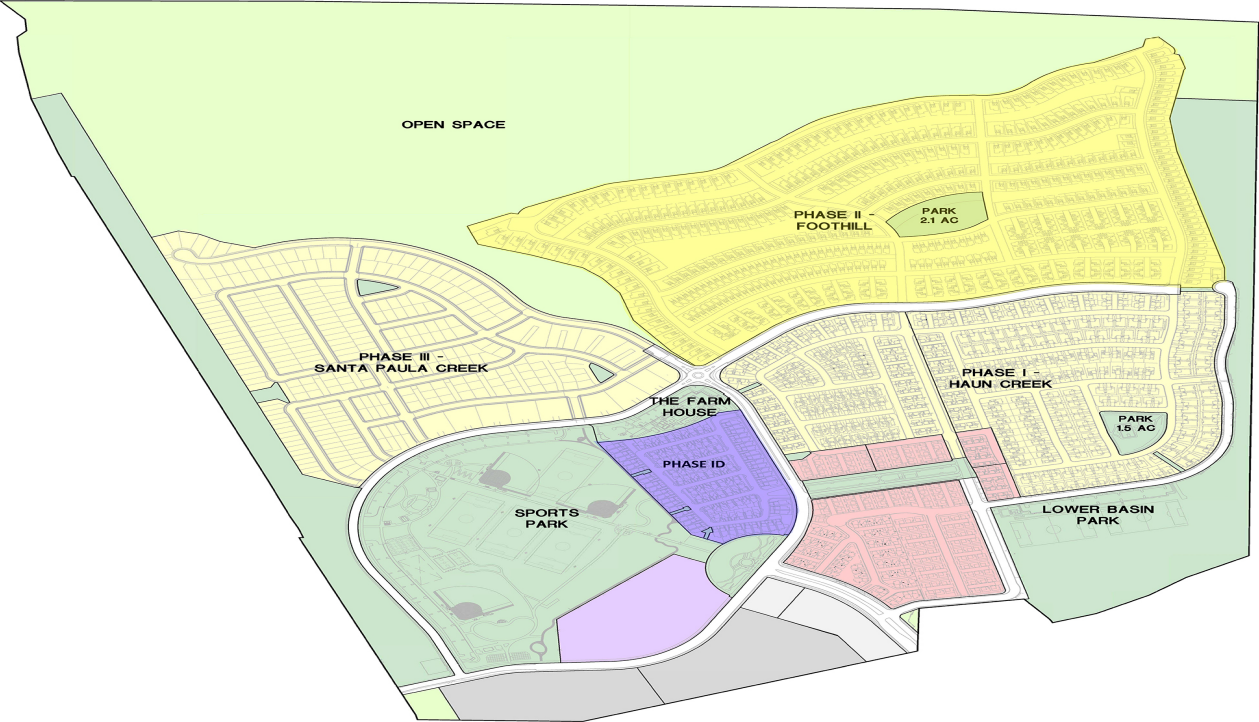 OPEN SPACE
PHASE II -
FOOTHILL
PARK
2.1 AC
PHASE III -
SANTA PAULA CREEK
PHASE I -
HAUN CREEK
THE FARM
HOUSE
PARK
1.5 AC
PHASE ID
SPORTS
PARK
LOWER BASIN
PARK